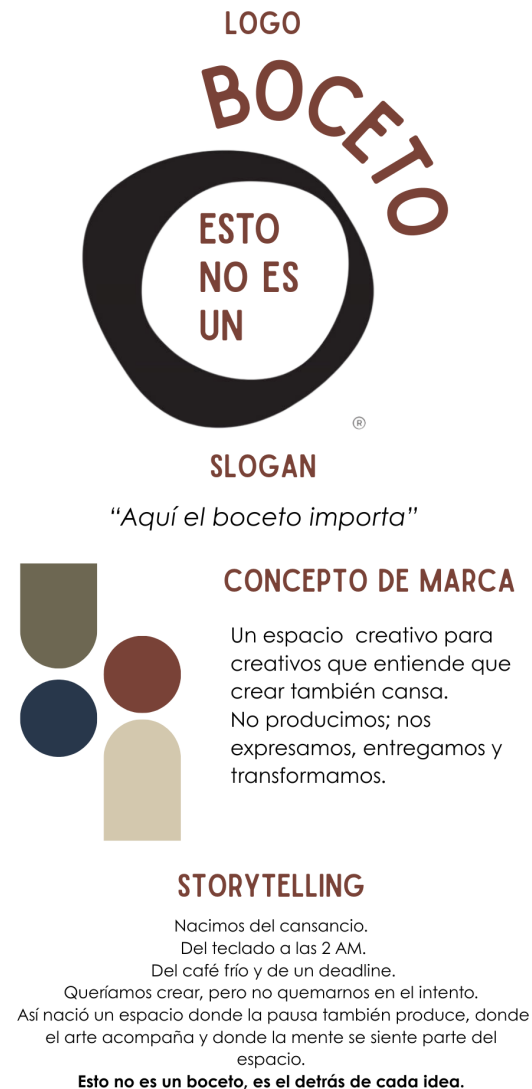 LOGO
BOCETO
ESTO
NO ES
UN
®
SLOGAN
“Aquí el boceto importa”
CONCEPTO DE MARCA
Un espacio creativo para
creativos que entiende que
crear también cansa.
No producimos; nos
expresamos, entregamos y
transformamos.
STORYTELLING
Nacimos del cansancio.
Del teclado a las 2 AM.
Del café frío y de un deadline.
Queríamos crear, pero no quemarnos en el intento.
Así nació un espacio donde la pausa también produce, donde
el arte acompaña y donde la mente se siente parte del
espacio.
Esto no es un boceto, es el detrás de cada idea.